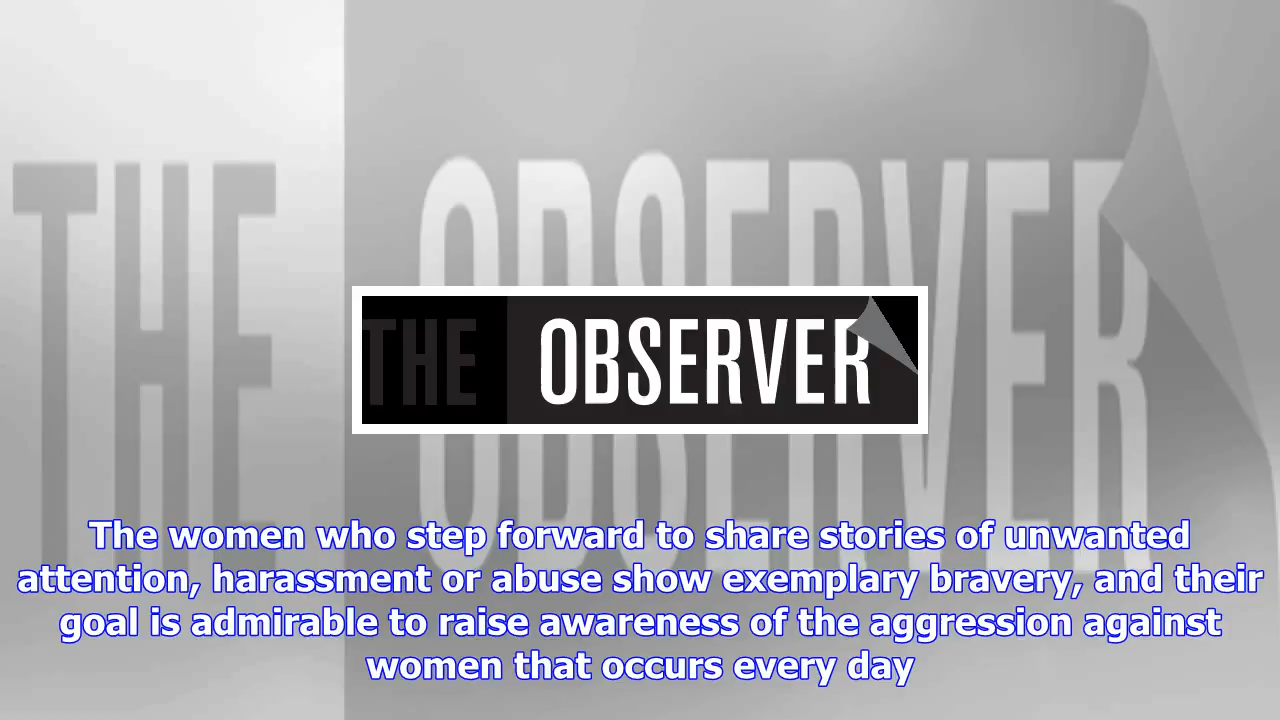 THE OBSERVER
THE OBSERVER
The women who step forward to share stories of unwanted
attention, harassment or abuse show exemplary bravery, and their
goal is admirable to raise awareness of the aggression against
women that occurs every day